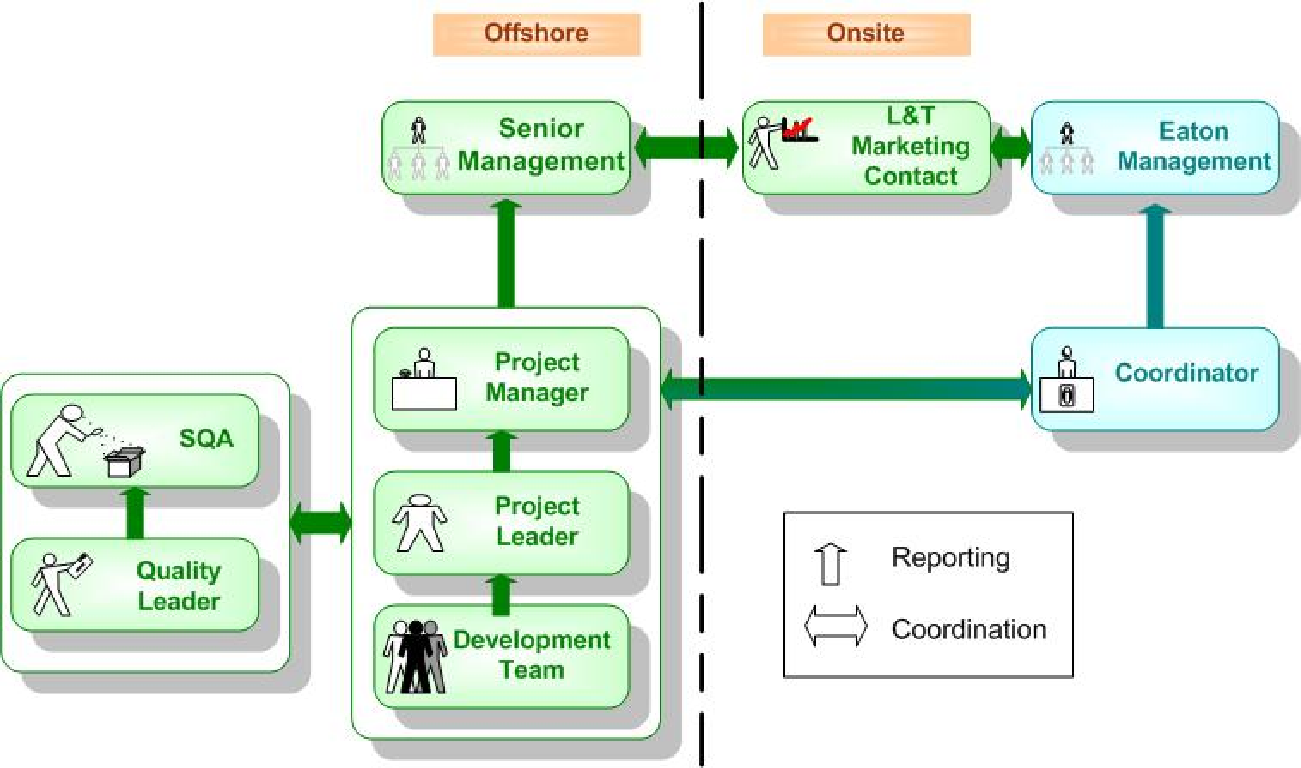 Offshore
Onsite
Senior
Management
L&T
Marketing
Contact
Eaton
Management
Project
Manager
Coordinator
SQA
Project
Leader
Quality
Leader
Development
Team
Reporting
Coordination